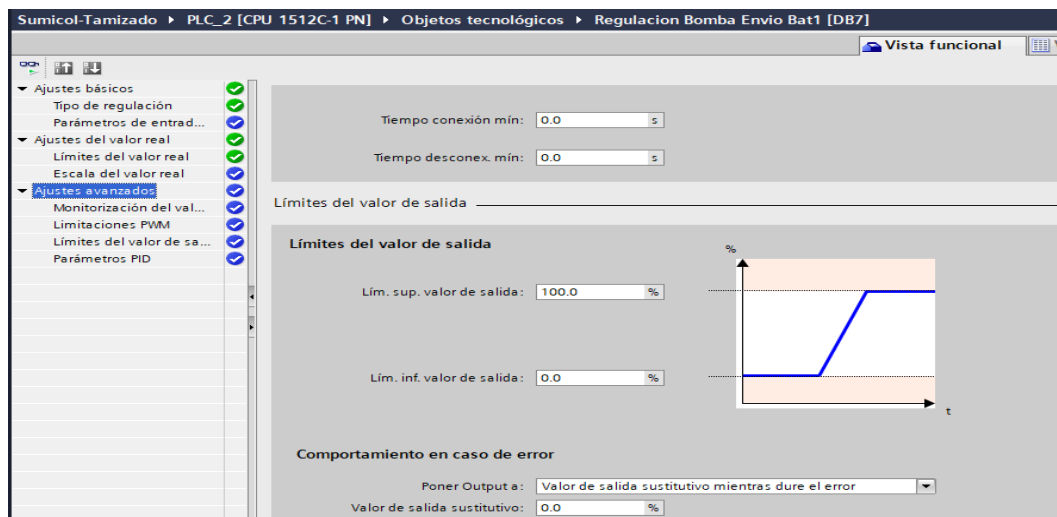 Sumicol-Tamizado ▸ PLC_2 [CPU 1512C-1 PN] ▸ Objetos tecnológicos ▸ Regulacion Bomba Envio Bat1 [DB7]
Vista funcional
Ajustes básicos
Tipo de regulación
Parámetros de entrad...
Ajustes del valor real
Límites del valor real
Escala del valor real
Ajustes avanzados
Monitorización del val...
Limitaciones PWM
Límites del valor de sa...
Parámetros PID
Tiempo conexión mín: 0.0 s
Tiempo desconex. mín: 0.0 s
Límites del valor de salida
Límites del valor de salida
%
Lím. sup. valor de salida: 100.0 %
Lím. inf. valor de salida: 0.0 %
t
Comportamiento en caso de error
Poner Output a: Valor de salida sustitutivo mientras dure el error
Valor de salida sustitutivo: 0.0 %